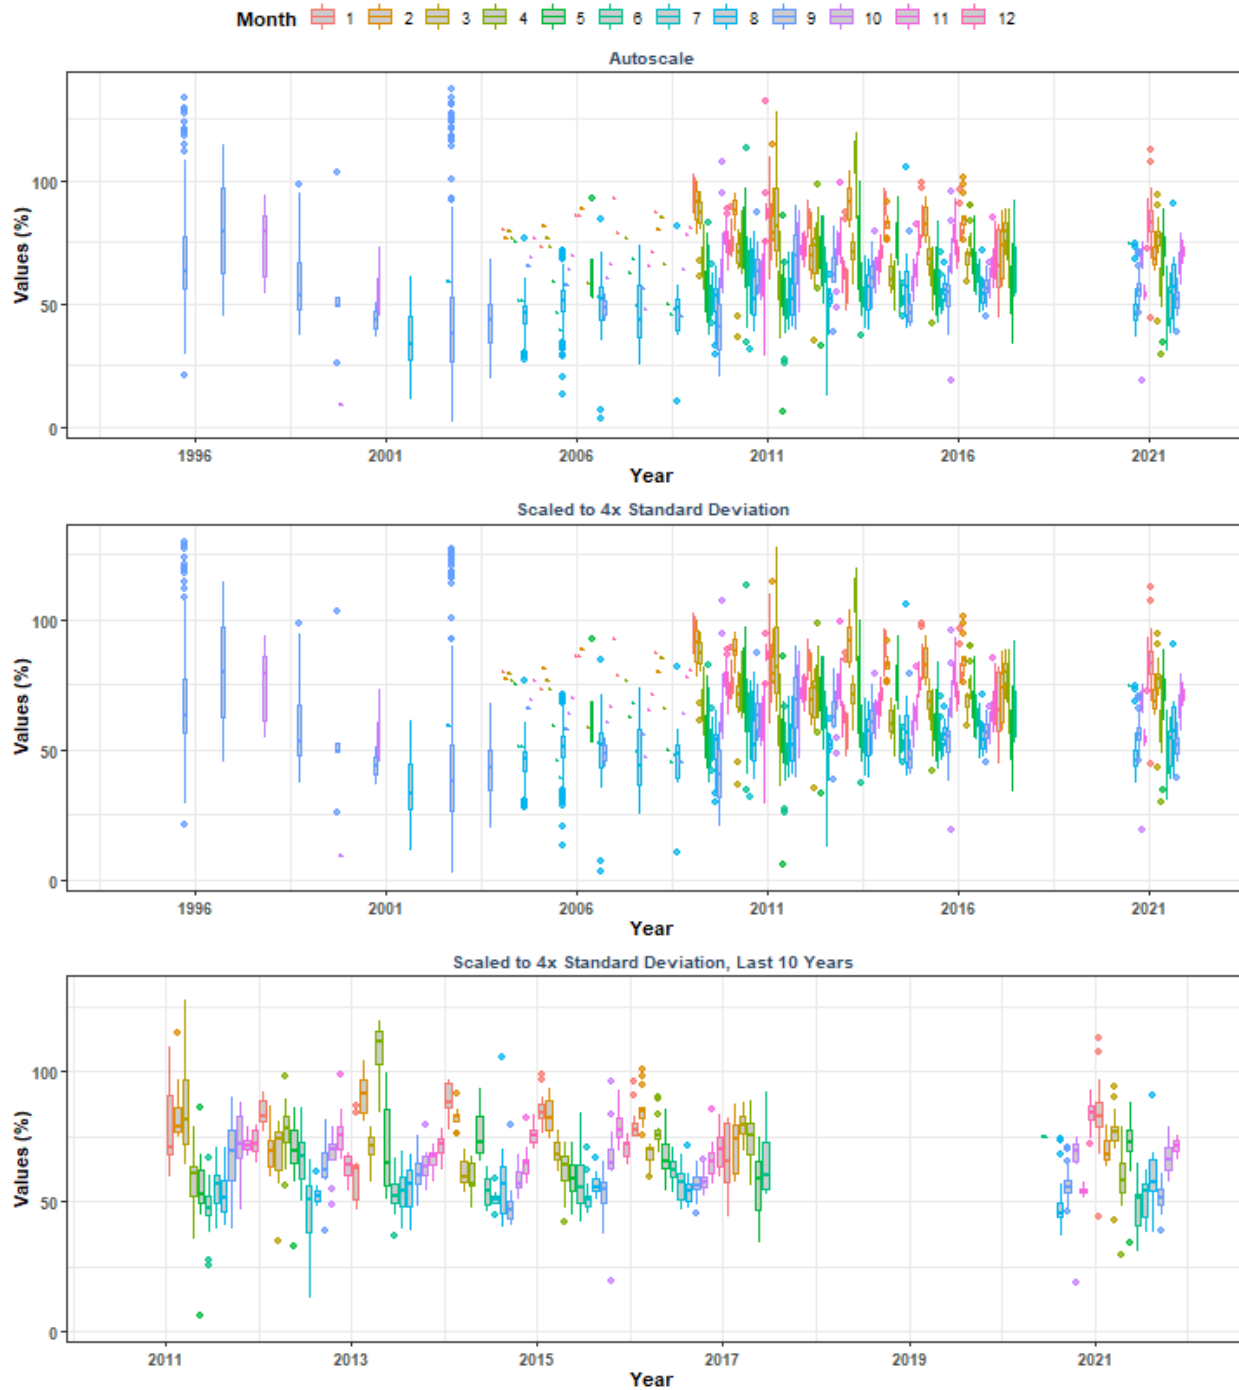 Month 1 2 3 4 5 6 7 8 9 10 11 12
Autoscale
Values (%)
100
50
0
1996 2001 2006 2011 2016 2021
Year
Scaled to 4x Standard Deviation
Values (%)
100
50
0
1996 2001 2006 2011 2016 2021
Year
Scaled to 4x Standard Deviation, Last 10 Years
Values (%)
100
50
0
2011 2013 2015 2017 2019 2021
Year